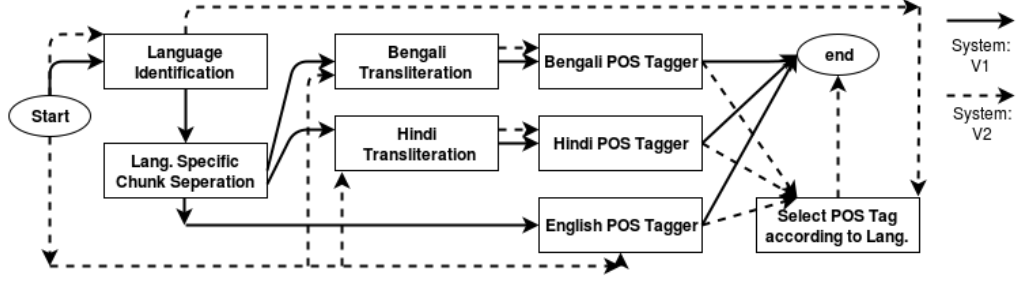 Start
Language
Identification
Lang. Specific
Chunk Seperation
Bengali
Transliteration
Hindi
Transliteration
Bengali POS Tagger
Hindi POS Tagger
English POS Tagger
end
Select POS Tag
according to Lang.
System:
V1
System:
V2